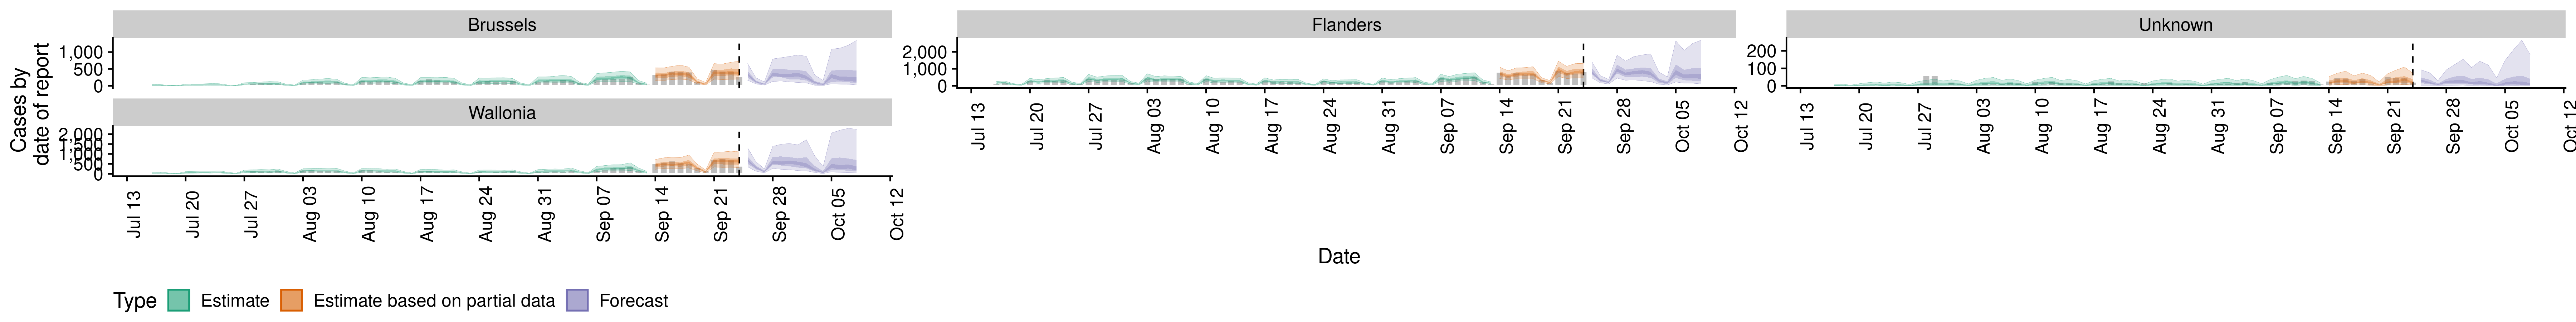 Brussels
Flanders
Unknown
Cases by
date of report
1,000
500
0
2,000
1,000
0
200
100
0
Jul 13
Jul 20
Jul 27
Aug 03
Aug 10
Aug 17
Aug 24
Aug 31
Sep 07
Sep 14
Sep 21
Sep 28
Oct 05
Oct 12
Jul 13
Jul 20
Jul 27
Aug 03
Aug 10
Aug 17
Aug 24
Aug 31
Sep 07
Sep 14
Sep 21
Sep 28
Oct 05
Oct 12
Wallonia
2,000
1,500
1,000
500
0
Jul 13
Jul 20
Jul 27
Aug 03
Aug 10
Aug 17
Aug 24
Aug 31
Sep 07
Sep 14
Sep 21
Sep 28
Oct 05
Oct 12
Date
Type Estimate Estimate based on partial data Forecast